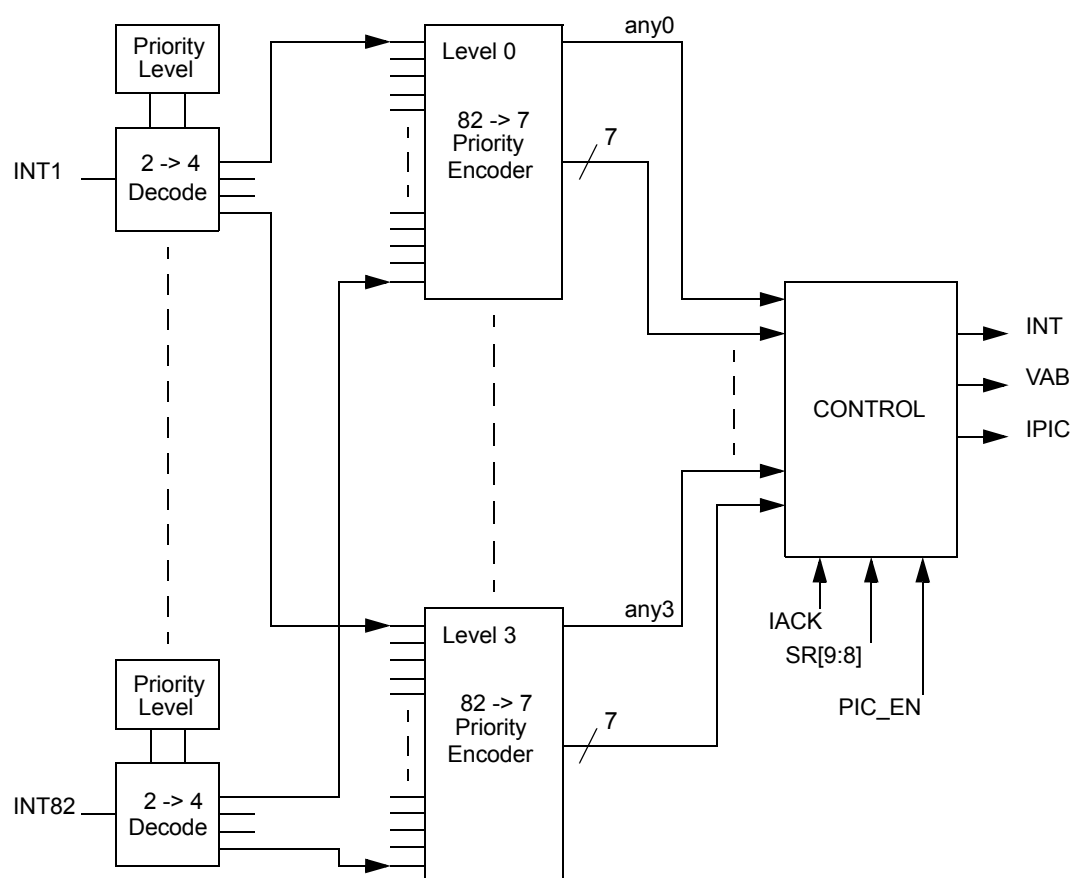 Priority
Level
INT1
2 -> 4
Decode
Level 0
82 -> 7
Priority
Encoder
any0
7
CONTROL
INT
VAB
IPIC
IACK
SR[9:8]
PIC_EN
Priority
Level
INT82
2 -> 4
Decode
Level 3
82 -> 7
Priority
Encoder
any3
7